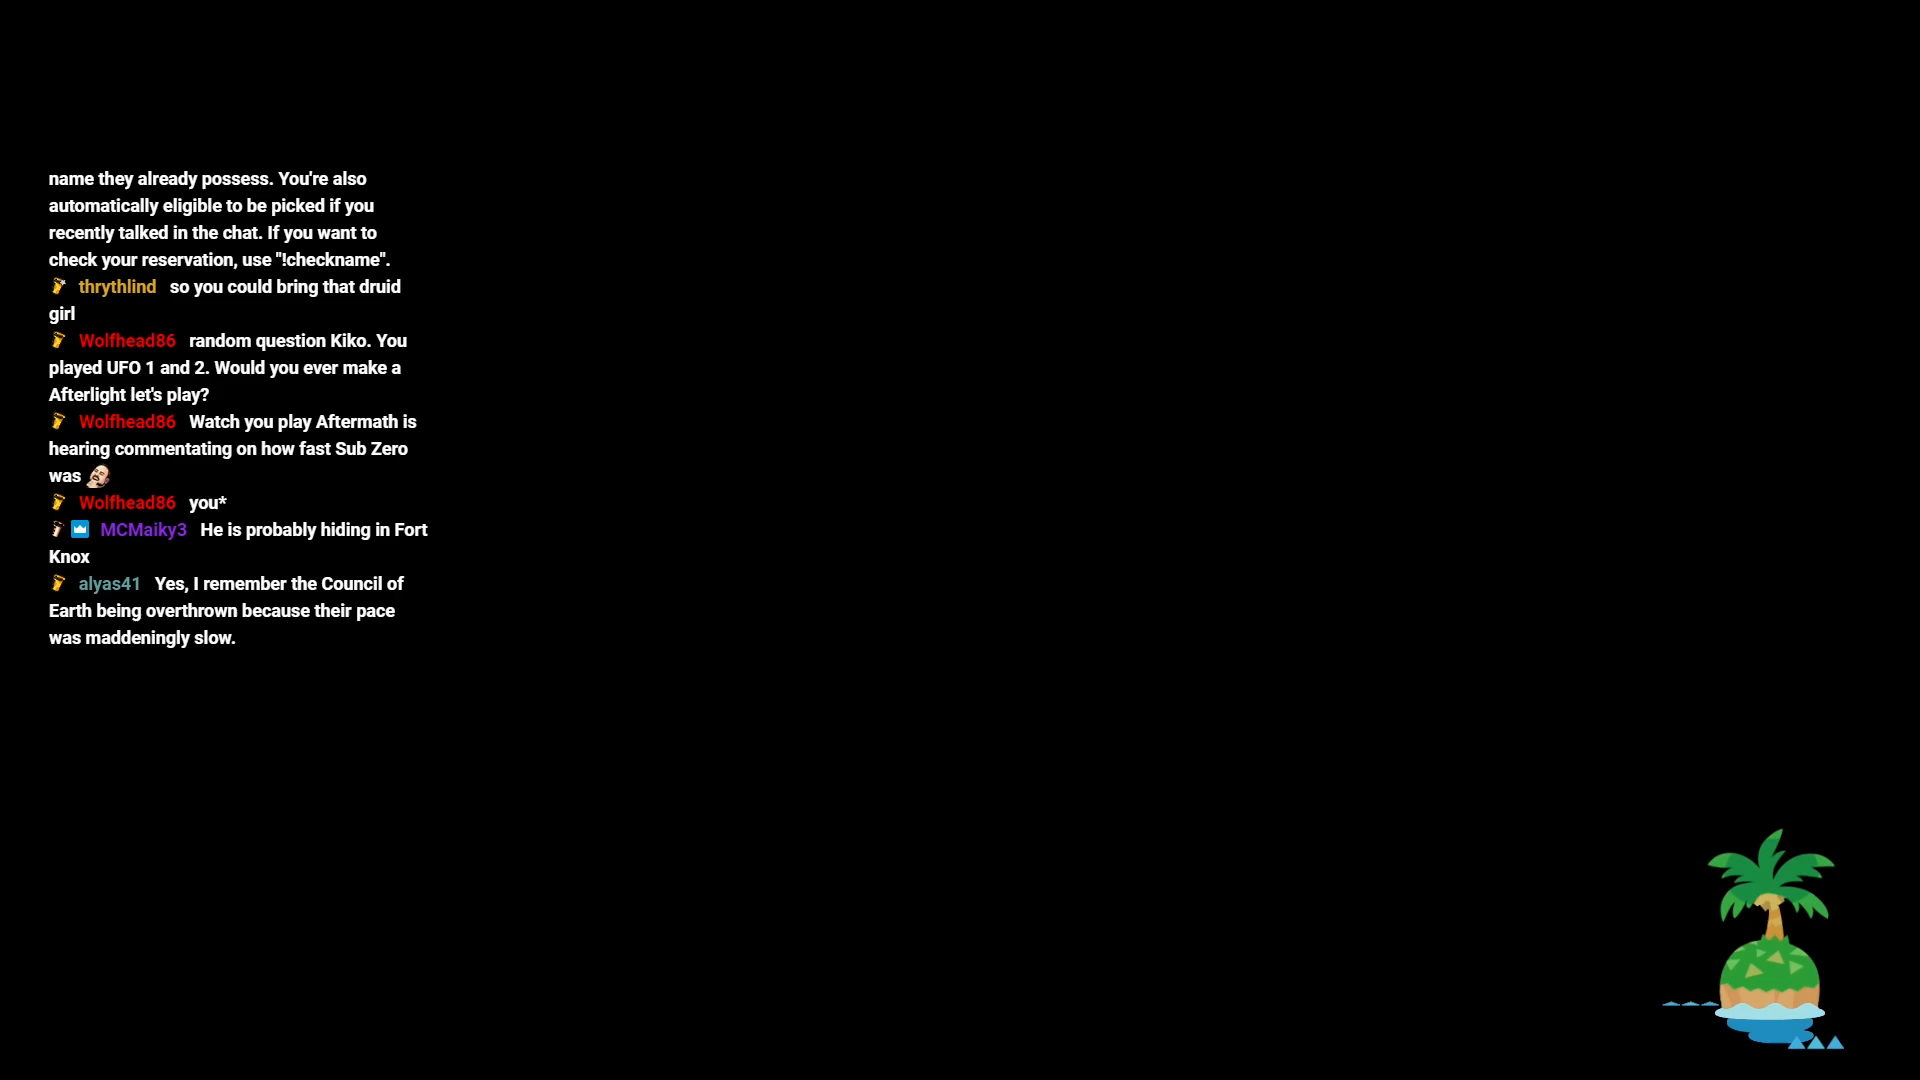 name they already possess. You're also
automatically eligible to be picked if you
recently talked in the chat. If you want to
check your reservation, use "!checkname".
thrythlind so you could bring that druid
girl
Wolfhead86 random question Kiko. You
played UFO 1 and 2. Would you ever make a
Afterlight let's play?
Wolfhead86 Watch you play Aftermath is
hearing commentating on how fast Sub Zero
was
Wolfhead86 you*
MCMaiky3 He is probably hiding in Fort
Knox
alyas41 Yes, I remember the Council of
Earth being overthrown because their pace
was maddeningly slow.